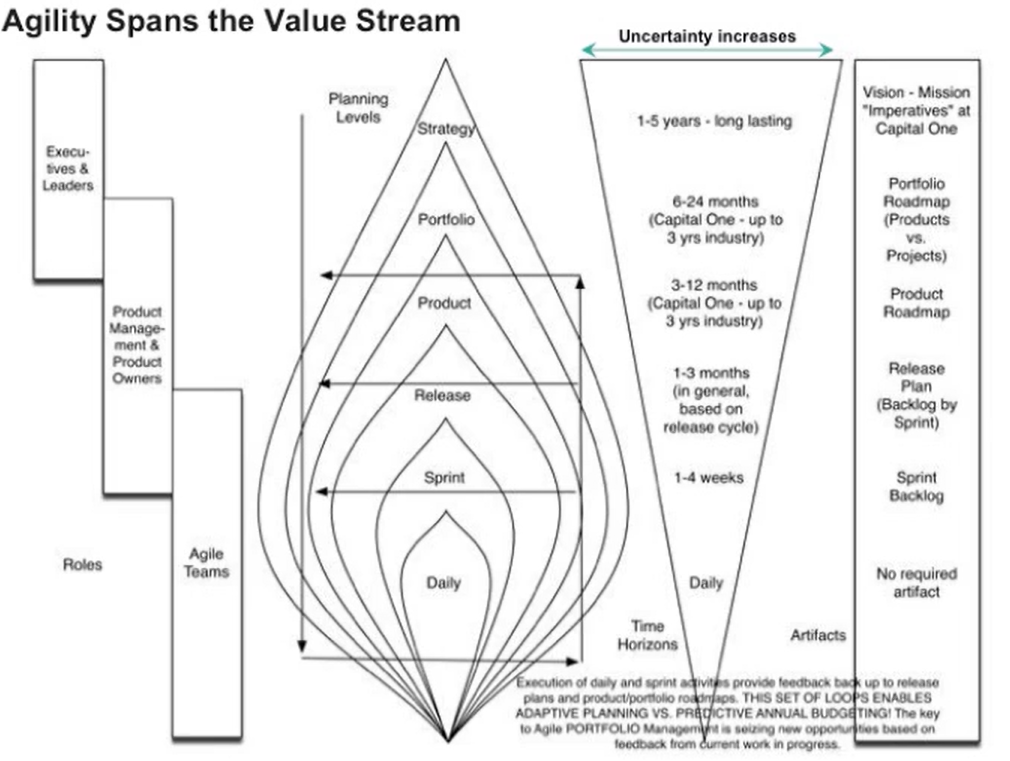 Agility Spans the Value Stream
Uncertainty increases
Execu-
tives &
Leaders
Product
Manage-
ment &
Product
Owners
Agile
Teams
Roles
Planning
Levels
Strategy
Portfolio
Product
Release
Sprint
Daily
1-5 years - long lasting
6-24 months
(Capital One - up to
3 yrs industry)
3-12 months
(Capital One - up to
3 yrs industry)
1-3 months
(in general,
based on
release cycle)
1-4 weeks
Daily
Time
Horizons
Vision - Mission
"Imperatives" at
Capital One
Portfolio
Roadmap
(Products
vs.
Projects)
Product
Roadmap
Release
Plan
(Backlog by
Sprint)
Sprint
Backlog
No required
artifact
Artifacts
Execution of daily and sprint activities provide feedback back up to release
plans and product/portfolio roadmaps. THIS SET OF LOOPS ENABLES
ADAPTIVE PLANNING VS. PREDICTIVE ANNUAL BUDGETING! The key
to Agile PORTFOLIO Management is seizing new opportunities based on
feedback from current work in progress.